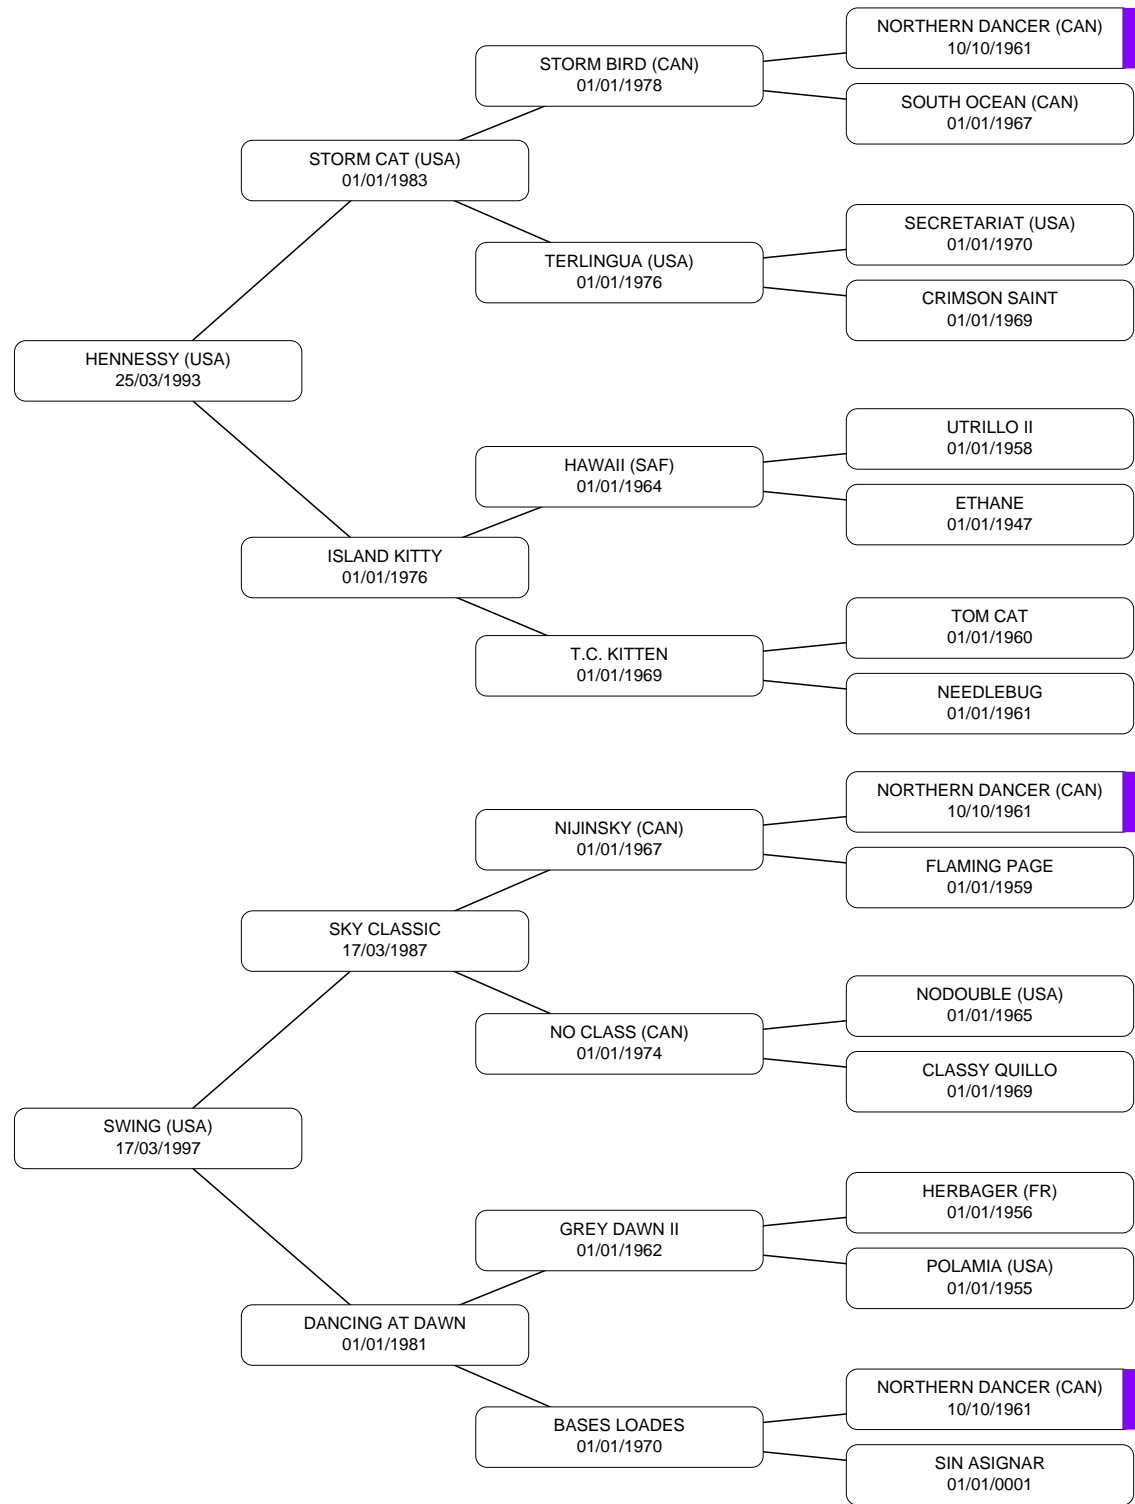 NORTHERN DANCER (CAN)
10/10/1961
STORM BIRD (CAN)
01/01/1978
SOUTH OCEAN (CAN)
01/01/1967
STORM CAT (USA)
01/01/1983
SECRETARIAT (USA)
01/01/1970
TERLINGUA (USA)
01/01/1976
CRIMSON SAINT
01/01/1969
HENNESSY (USA)
25/03/1993
UTRILLO II
01/01/1958
HAWAII (SAF)
01/01/1964
ETHANE
01/01/1947
ISLAND KITTY
01/01/1976
TOM CAT
01/01/1960
T.C. KITTEN
01/01/1969
NEEDLEBUG
01/01/1961
NORTHERN DANCER (CAN)
10/10/1961
NIJINSKY (CAN)
01/01/1967
FLAMING PAGE
01/01/1959
SKY CLASSIC
17/03/1987
NODOUBLE (USA)
01/01/1965
NO CLASS (CAN)
01/01/1974
CLASSY QUILLO
01/01/1969
SWING (USA)
17/03/1997
HERBAGER (FR)
01/01/1956
GREY DAWN II
01/01/1962
POLAMIA (USA)
01/01/1955
DANCING AT DAWN
01/01/1981
NORTHERN DANCER (CAN)
10/10/1961
BASES LOADES
01/01/1970
SIN ASIGNAR
01/01/0001